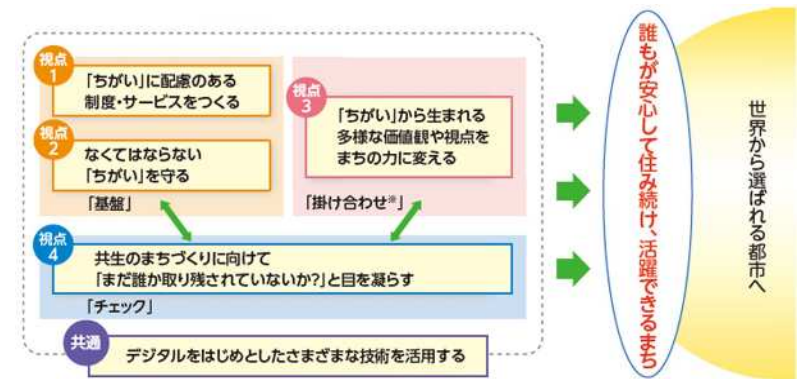 視点
1
「ちがい」に配慮のある
制度・サービスをつくる
視点
2
なくてはならない
「ちがい」を守る
「基盤」
視点
3
「ちがい」から生まれる
多様な価値観や視点を
まちの力に変える
「掛け合わせ※」
視点
4
共生のまちづくりに向けて
「まだ誰か取り残されていないか?」と目を凝らす
「チェック」
共通
デジタルをはじめとしたさまざまな技術を活用する
誰もが安心して住み続け、活躍できるまち
世界から選ばれる都市へ